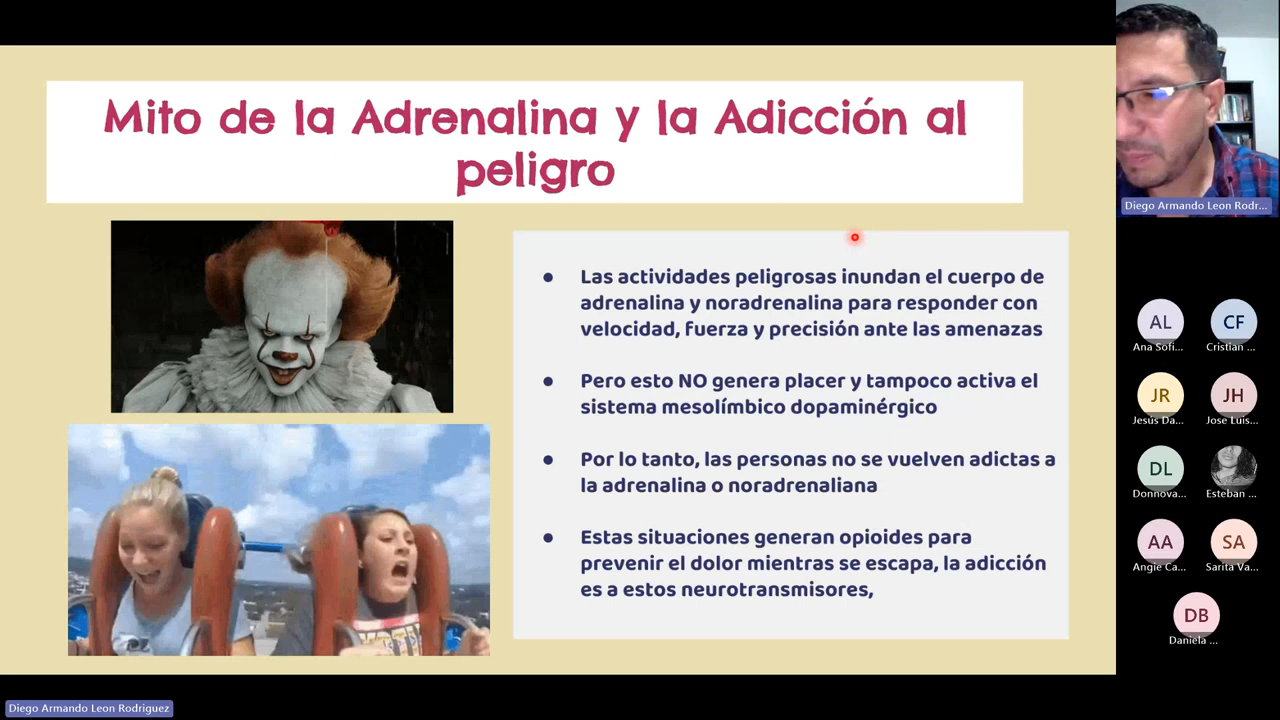 Mito de la Adrenalina y la Adicción al
peligro
● Las actividades peligrosas inundan el cuerpo de
adrenalina y noradrenalina para responder con
velocidad, fuerza y precisión ante las amenazas
● Pero esto NO genera placer y tampoco activa el
sistema mesolímbico dopaminérgico
● Por lo tanto, las personas no se vuelven adictas a
la adrenalina o noradrenaliana
● Estas situaciones generan opioides para
prevenir el dolor mientras se escapa, la adicción
es a estos neurotransmisores,
Diego Armando Leon Rodr...
AL
CF
Ana Sofi...
Cristian ...
JR
JH
Jesús Da...
Jose Luis...
DL
Donnova...
Esteban ...
AA
SA
Angie Ca...
Sarita Va...
DB
Daniela ...
Diego Armando Leon Rodriguez